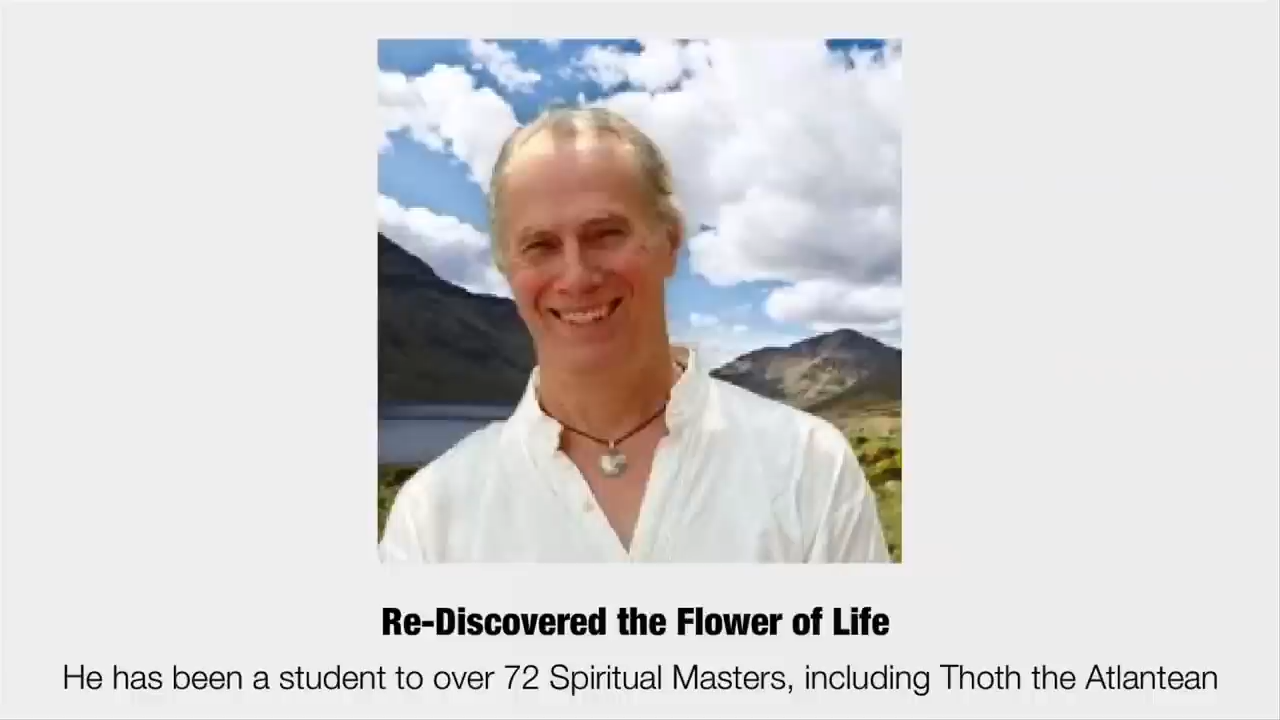 Re-Discovered the Flower of Life
He has been a student to over 72 Spiritual Masters, including Thoth the Atlantean